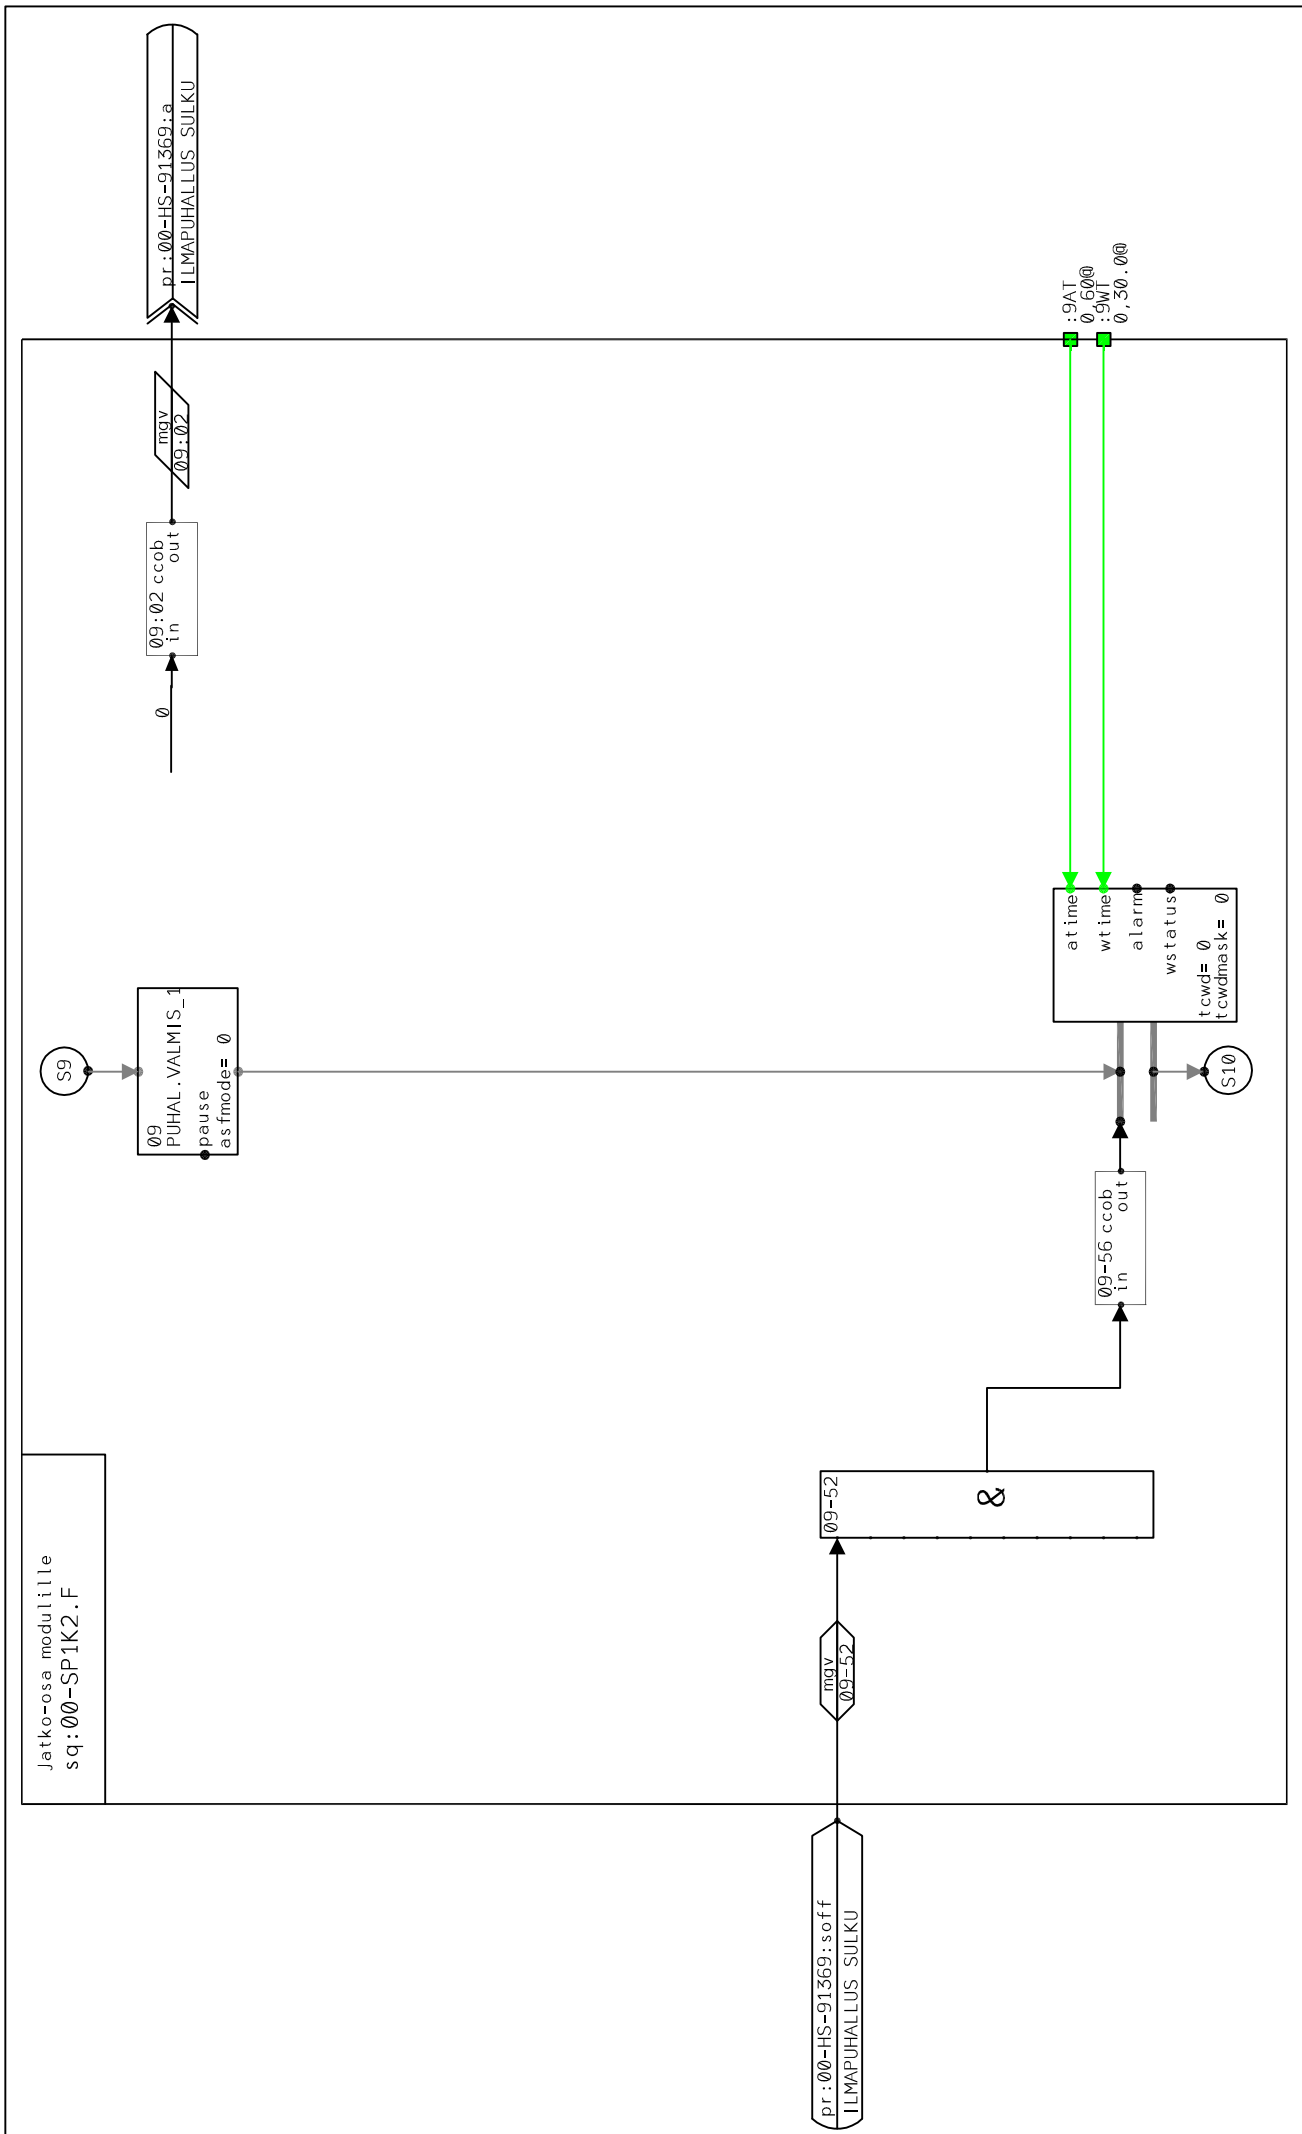 Jatko-osa modulille
sq:00-SP1K2.F
S9
09
PUHAL.VALMIS_1
pause
asfmode= 0
0
09:02 ccob
in
out
mgv
09:02
pr:00-HS-91369:a
ILMAPUHALLUS SULKU
pr:00-HS-91369:soff
ILMAPUHALLUS SULKU
mgv
09-52
09-52
&
09-56 ccob
in
out
atime
wtime
alarm
wstatus
tcwd= 0
tcwdmask= 0
S10
:9AT
0,60@
:9WT
0,30.0@